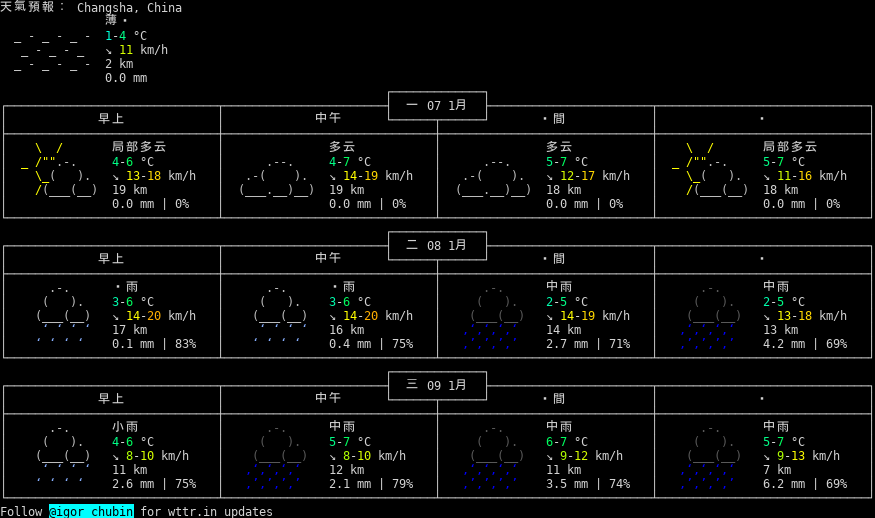 天氣預報： Changsha, China
薄・
1-4 °C
↘ 11 km/h
2 km
0.0 mm
一 07 1月
早上 中午 ・間 ・
局部多云 多云 多云 局部多云
4-6 °C 4-7 °C 5-7 °C 5-7 °C
↘ 13-18 km/h ↘ 14-19 km/h ↘ 12-17 km/h ↘ 11-16 km/h
19 km 19 km 18 km 18 km
0.0 mm | 0% 0.0 mm | 0% 0.0 mm | 0% 0.0 mm | 0%
二 08 1月
早上 中午 ・間 ・
・雨 ・雨 中雨 中雨
3-6 °C 3-6 °C 2-5 °C 2-5 °C
↘ 14-20 km/h ↘ 14-20 km/h ↘ 14-19 km/h ↘ 13-18 km/h
17 km 16 km 14 km 13 km
0.1 mm | 83% 0.4 mm | 75% 2.7 mm | 71% 4.2 mm | 69%
三 09 1月
早上 中午 ・間 ・
小雨 中雨 中雨 中雨
4-6 °C 5-7 °C 6-7 °C 5-7 °C
↘ 8-10 km/h ↘ 8-10 km/h ↘ 9-12 km/h ↘ 9-13 km/h
11 km 12 km 11 km 7 km
2.6 mm | 75% 2.1 mm | 79% 3.5 mm | 74% 6.2 mm | 69%
Follow @igor_chubin for wttr.in updates